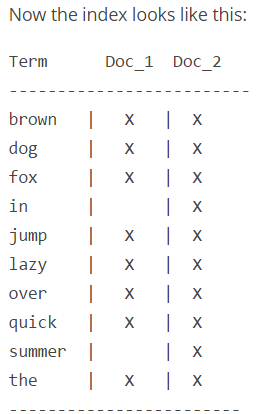 Now the index looks like this:
Term Doc_1 Doc_2
-------------------------
brown | X | X
dog | X | X
fox | X | X
in | | X
jump | X | X
lazy | X | X
over | X | X
quick | X | X
summer | | X
the | X | X
------------------------